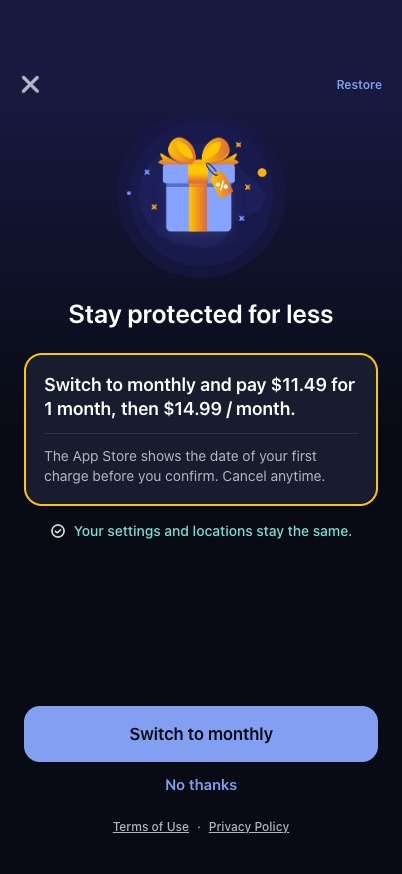 Restore
%
Stay protected for less
Switch to monthly and pay $11.49 for
1 month, then $14.99 / month.
The App Store shows the date of your first
charge before you confirm. Cancel anytime.
Your settings and locations stay the same.
Switch to monthly
No thanks
Terms of Use · Privacy Policy